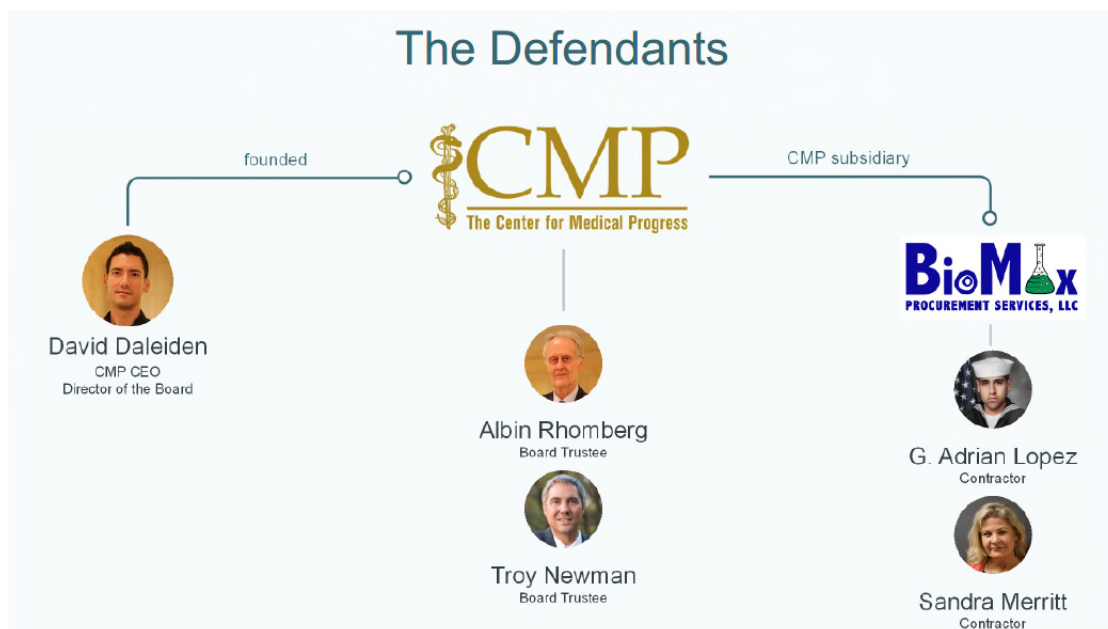 The Defendants
founded
CMP
The Center for Medical Progress
CMP subsidiary
David Daleiden
CMP CEO
Director of the Board
BioMax
PROCUREMENT SERVICES, LLC
Albin Rhomberg
Board Trustee
G. Adrian Lopez
Contractor
Troy Newman
Board Trustee
Sandra Merritt
Contractor